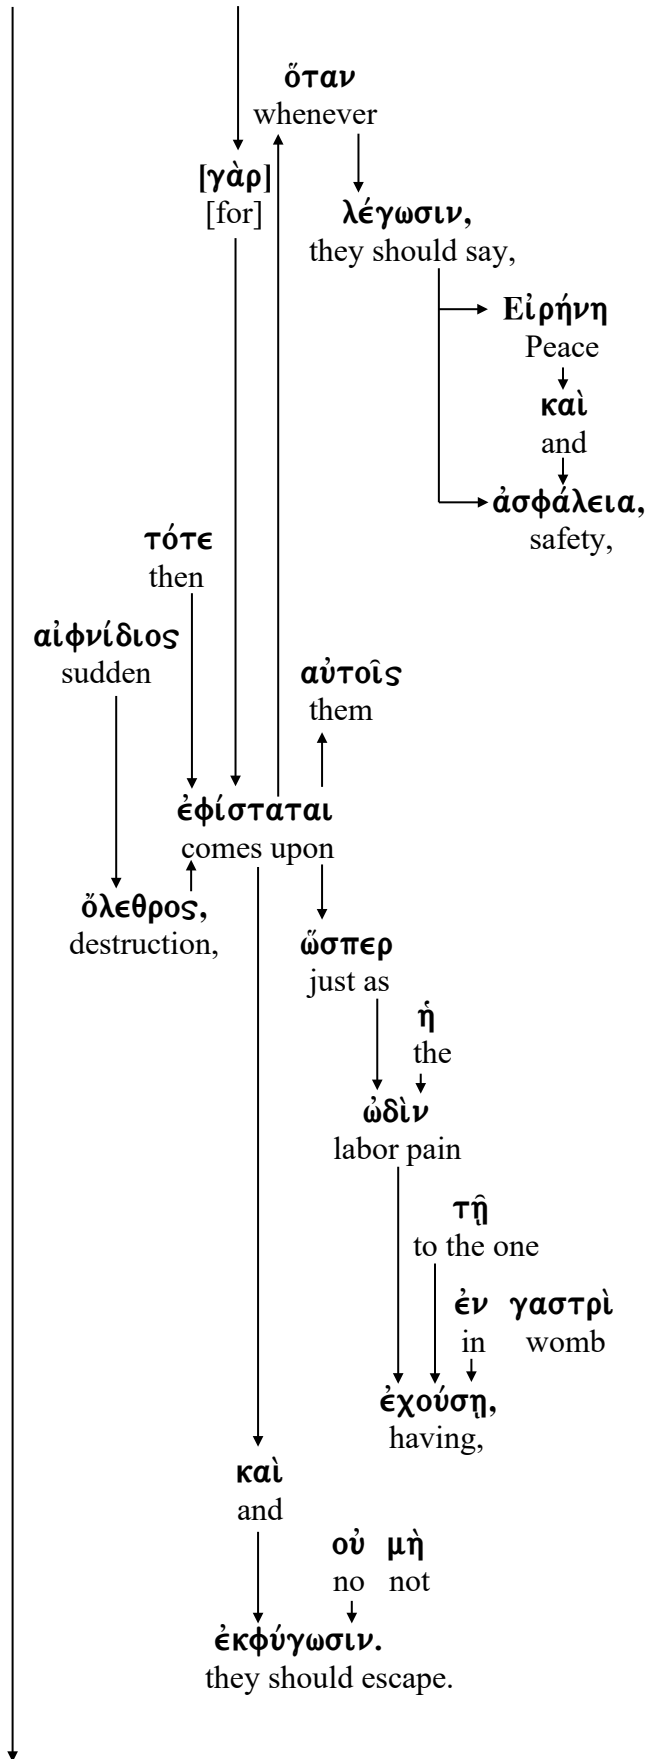 ὅταν
whenever
[γὰρ]
[for]
λέγωσιν,
they should say,
Εἰρήνη
Peace
καὶ
and
ἀσφάλεια,
safety,
τότε
then
αἰφνίδιος
sudden
αὐτοῖς
them
ἐφίσταται
comes upon
ὄλεθρος,
destruction,
ὥσπερ
just as
ἡ
the
ὠδὶν
labor pain
τῇ
to the one
ἐν γαστρὶ
in womb
ἐχούσῃ,
having,
καὶ
and
οὐ μὴ
no not
ἐκφύγωσιν.
they should escape.